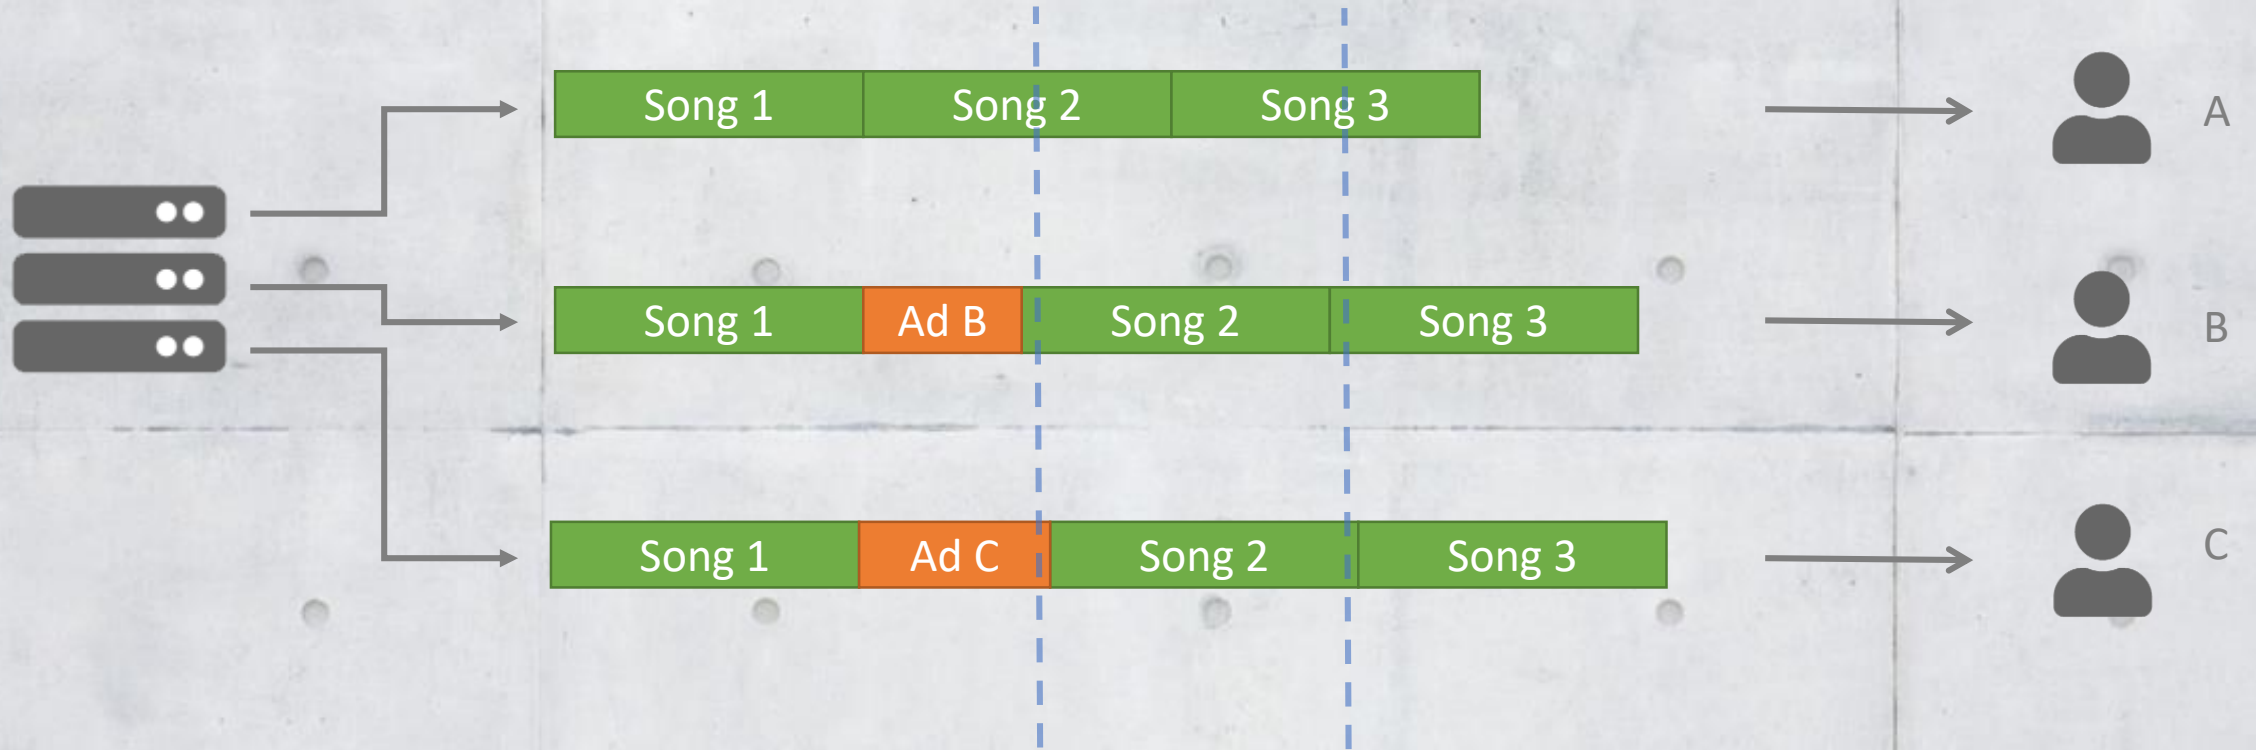 Song 1 Song 2 Song 3 A
Song 1 Ad B Song 2 Song 3 B
Song 1 Ad C Song 2 Song 3 C